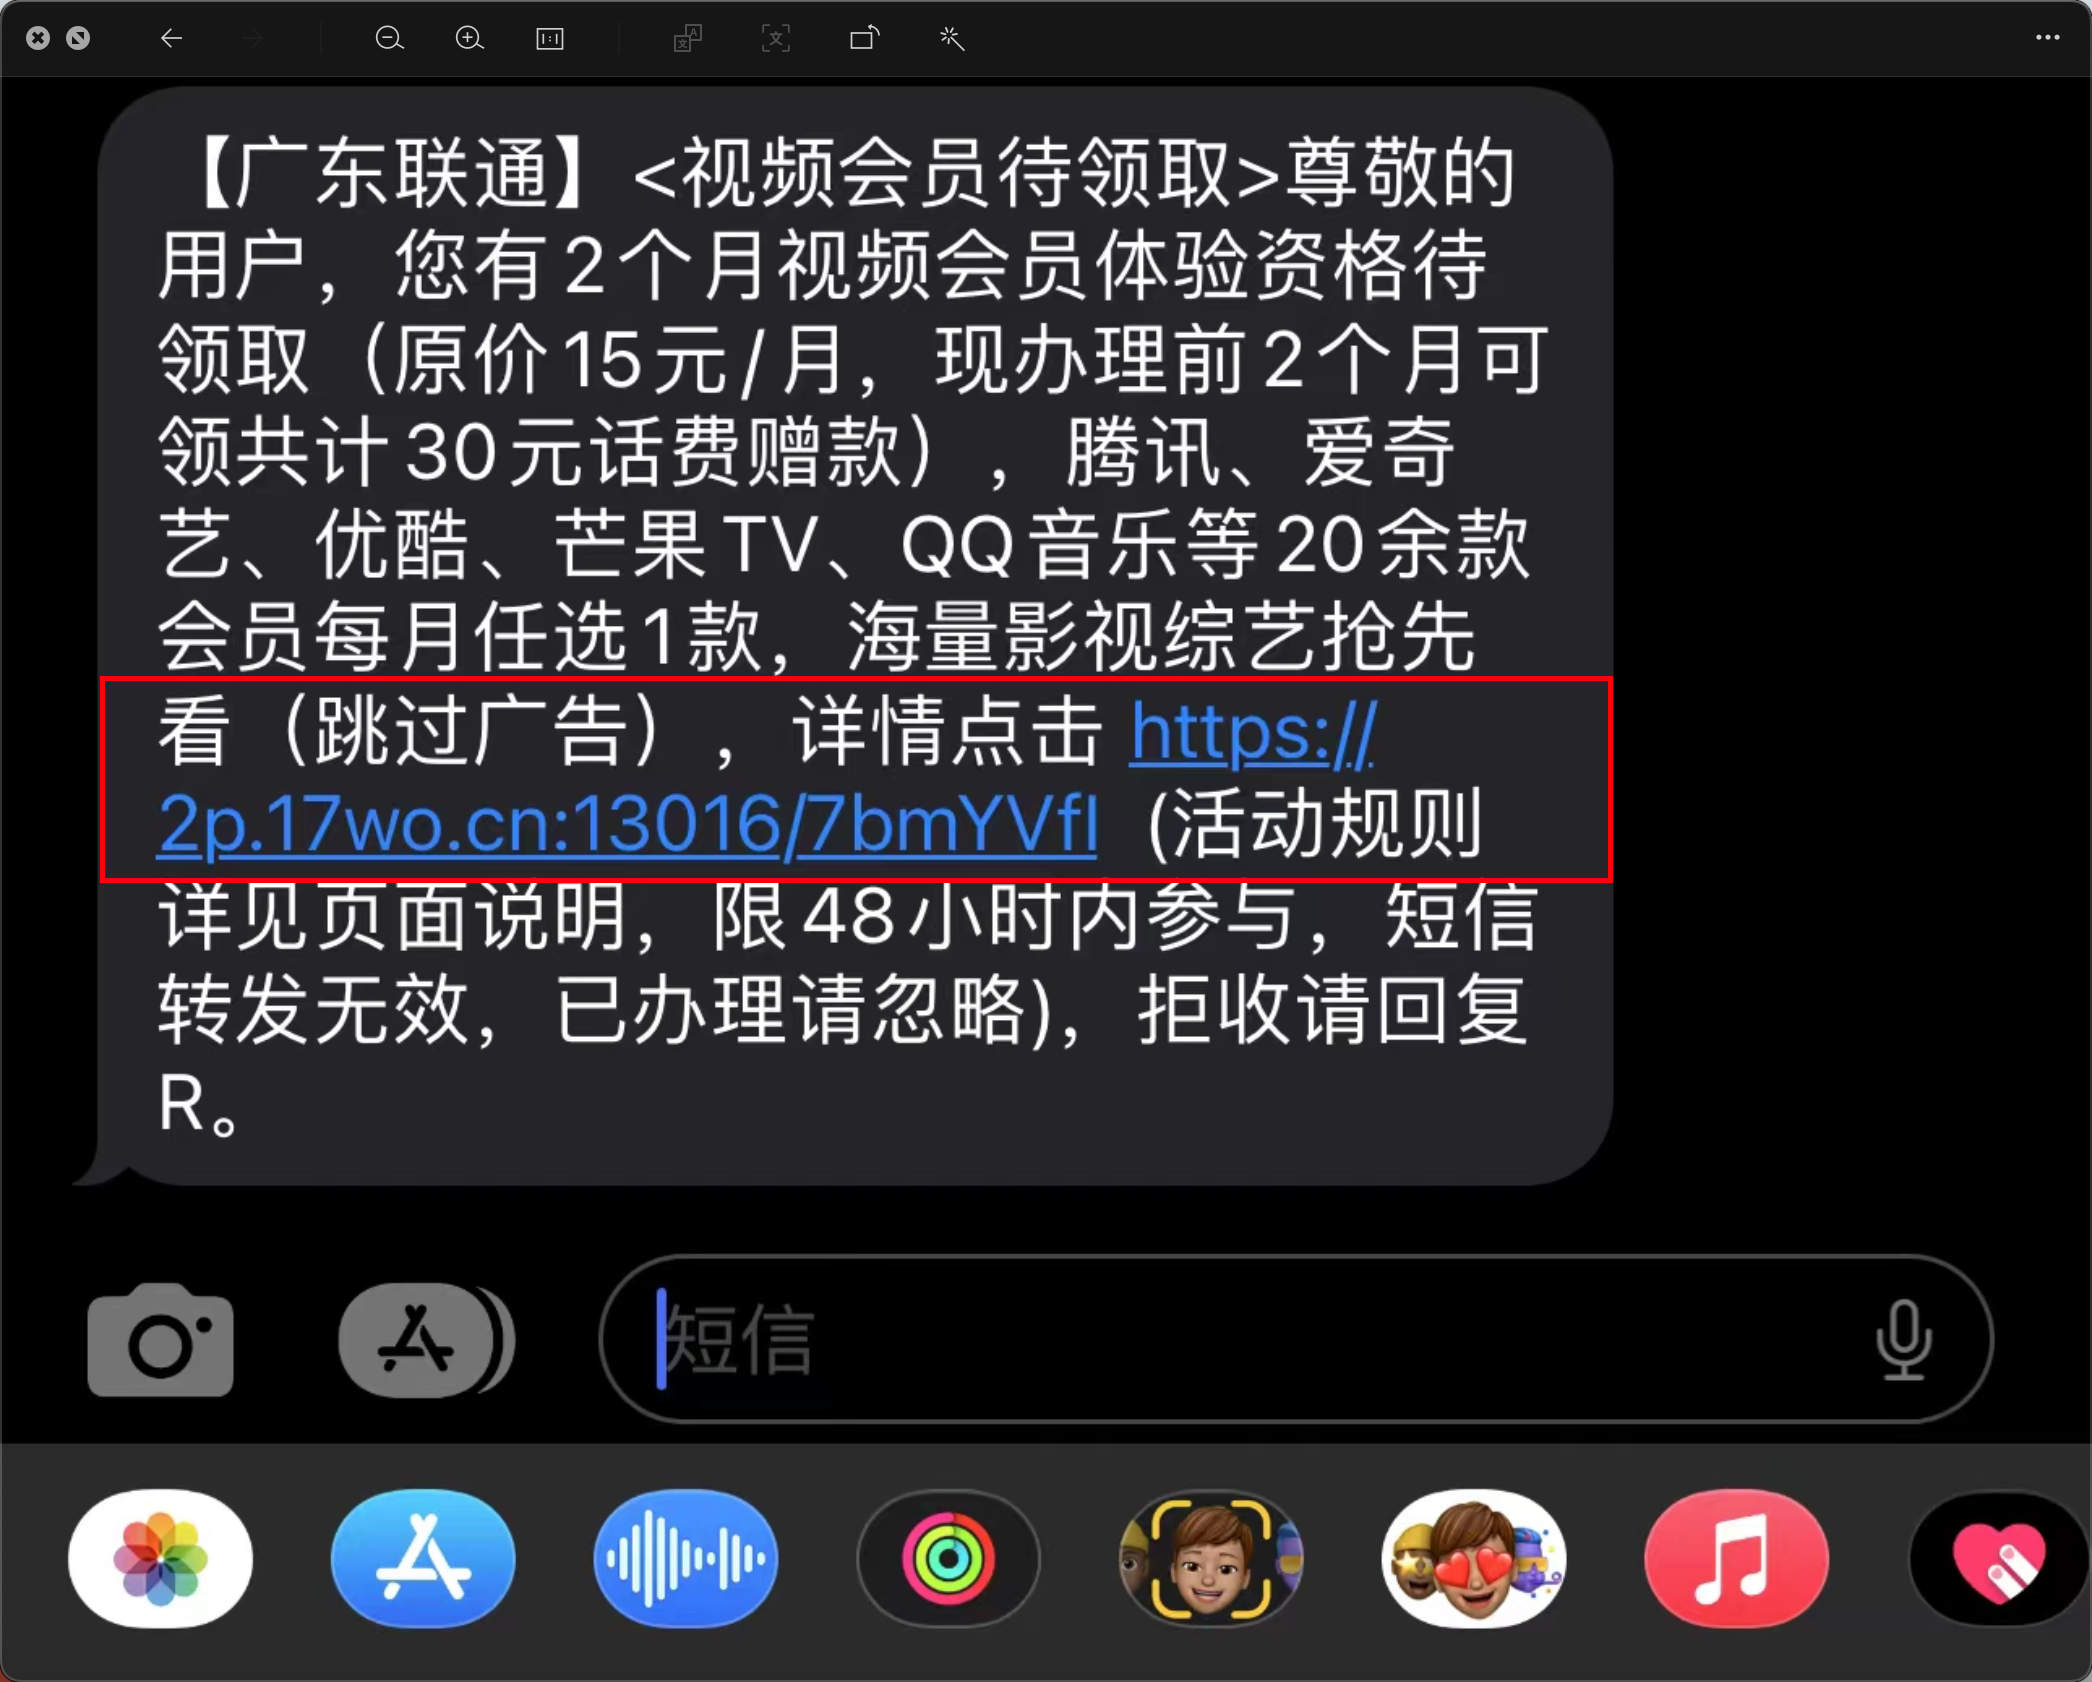 【广东联通】<视频会员待领取>尊敬的
用户，您有2个月视频会员体验资格待
领取（原价15元/月，现办理前2个月可
领共计30元话费赠款），腾讯、爱奇
艺、优酷、芒果TV、QQ音乐等20余款
会员每月任选1款，海量影视综艺抢先
看（跳过广告），详情点击 https://
2p.17wo.cn:13016/7bmYVfI (活动规则
详见页面说明，限48小时内参与，短信
转发无效，已办理请忽略)，拒收请回复
R。
短信